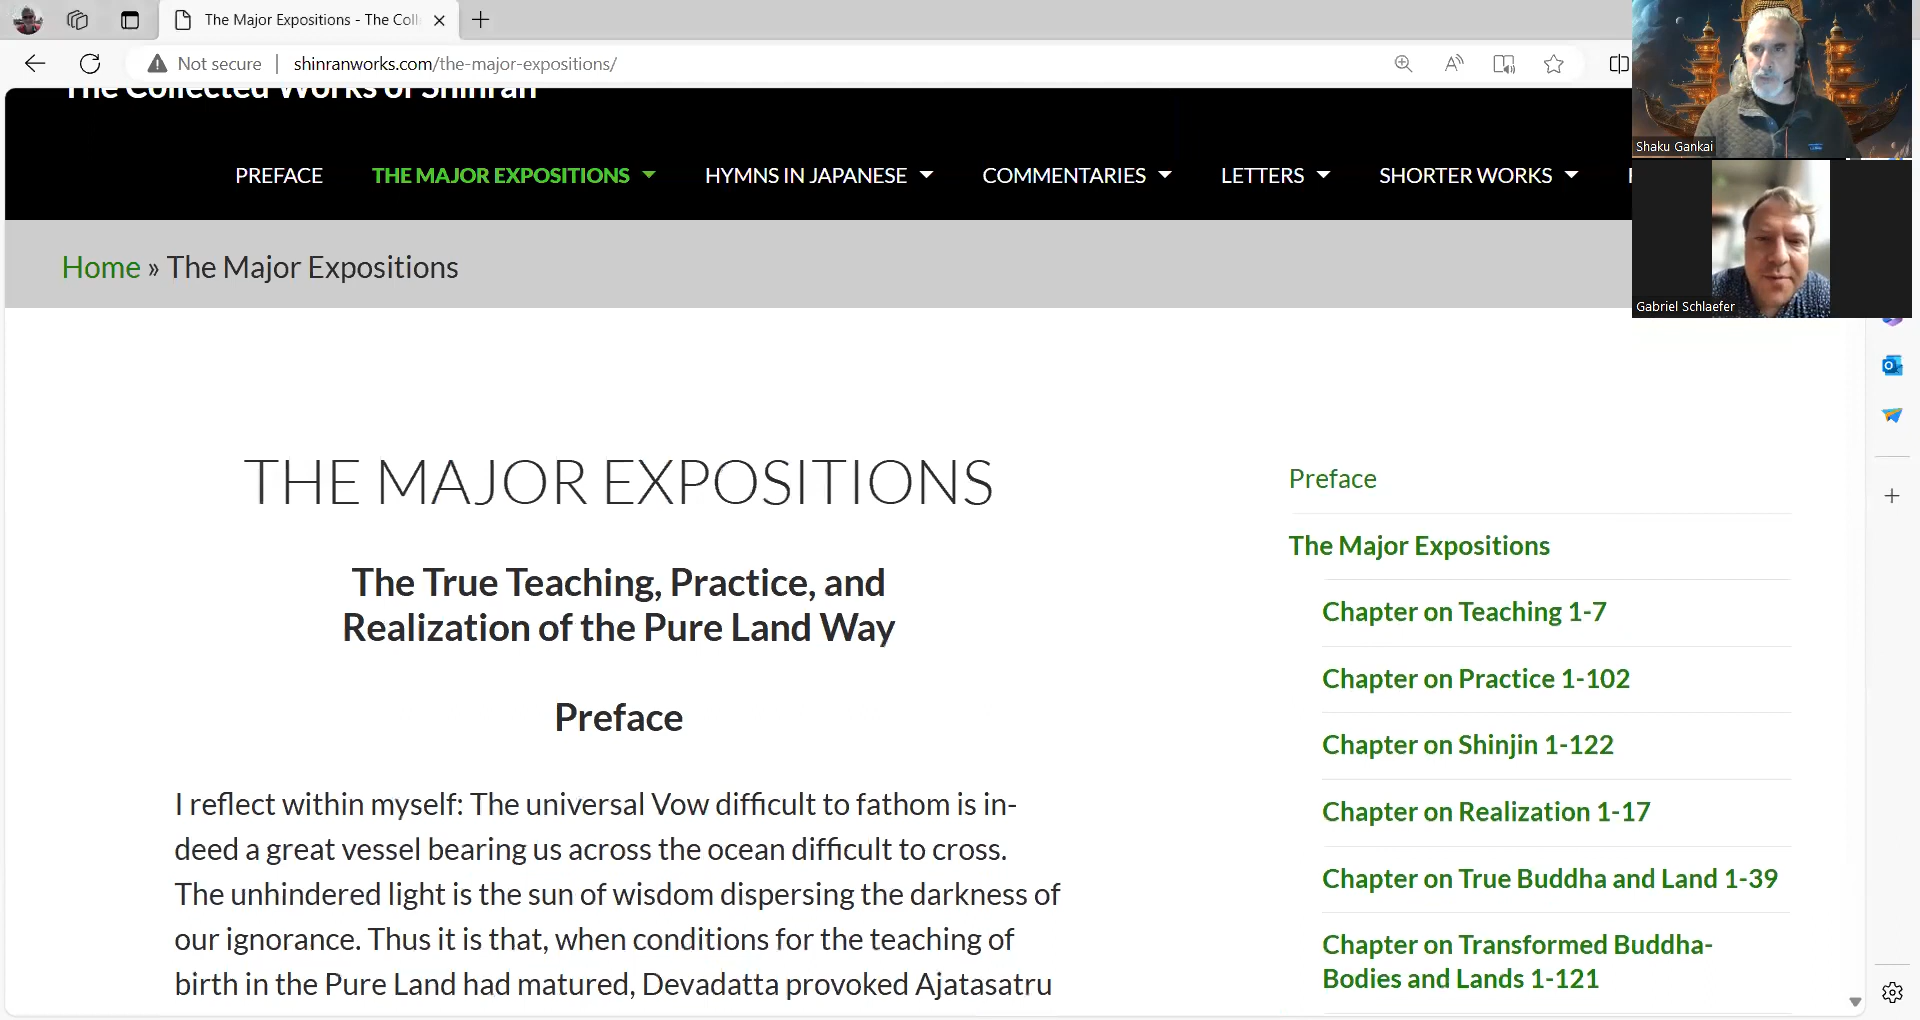 The Major Expositions - The Coll
Not secure
shinranworks.com/the-major-expositions/
The Collected Works of Shinran
PREFACE
THE MAJOR EXPOSITIONS
HYMNS IN JAPANESE
COMMENTARIES
LETTERS
SHORTER WORKS
Shaku Gankai
Gabriel Schlaefer
Home » The Major Expositions
THE MAJOR EXPOSITIONS
The True Teaching, Practice, and
Realization of the Pure Land Way
Preface
I reflect within myself: The universal Vow difficult to fathom is in-
deed a great vessel bearing us across the ocean difficult to cross.
The unhindered light is the sun of wisdom dispersing the darkness of
our ignorance. Thus it is that, when conditions for the teaching of
birth in the Pure Land had matured, Devadatta provoked Ajatasatru
Preface
The Major Expositions
Chapter on Teaching 1-7
Chapter on Practice 1-102
Chapter on Shinjin 1-122
Chapter on Realization 1-17
Chapter on True Buddha and Land 1-39
Chapter on Transformed Buddha-
Bodies and Lands 1-121